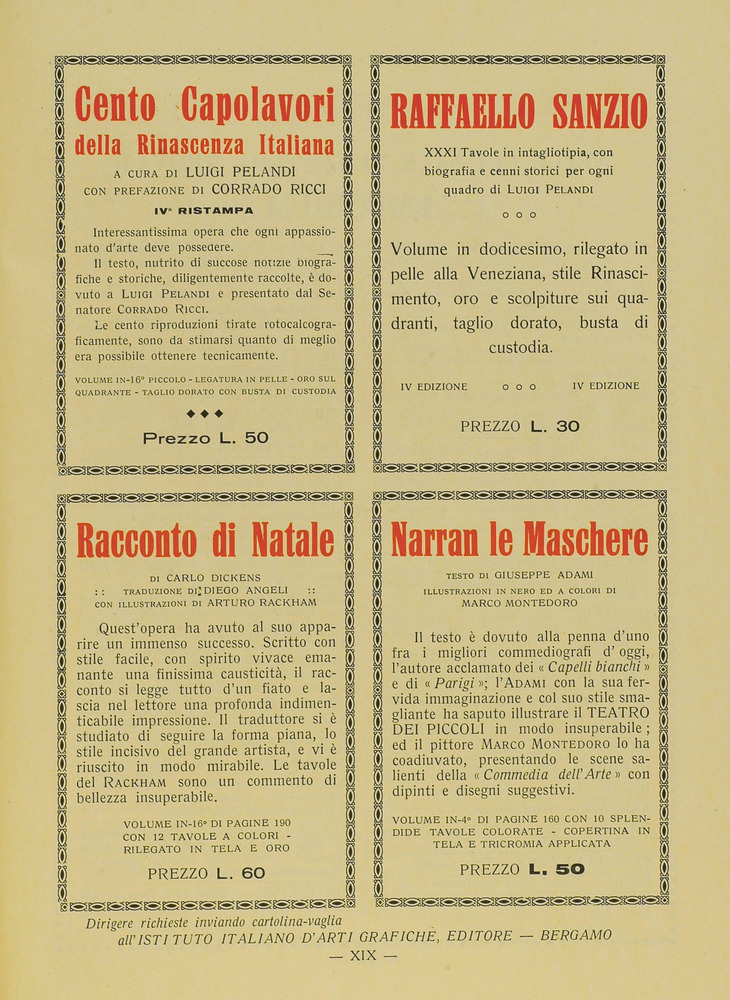 Cento Capolavori
della Rinascenza Italiana
A CURA DI LUIGI PELANDI
CON PREFAZIONE DI CORRADO RICCI
IVª RISTAMPA
Interessantissima opera che ogni appassio-
nato d'arte deve possedere.
Il testo, nutrito di succose notizie biogra-
fiche e storiche, diligentemente raccolte, è do-
vuto a LUIGI PELANDI e presentato dal Se-
natore CORRADO RICCI.
Le cento riproduzioni tirate rotocalcogra-
ficamente, sono da stimarsi quanto di meglio
era possibile ottenere tecnicamente.
VOLUME IN-16° PICCOLO - LEGATURA IN PELLE - ORO SUL
QUADRANTE - TAGLIO DORATO CON BUSTA DI CUSTODIA
◆ ◆ ◆
Prezzo L. 50
RAFFAELLO SANZIO
XXXI Tavole in intagliotipia, con
biografia e cenni storici per ogni
quadro di LUIGI PELANDI
o o o
Volume in dodicesimo, rilegato in
pelle alla Veneziana, stile Rinasci-
mento, oro e scolpiture sui qua-
dranti, taglio dorato, busta di
custodia.
IV EDIZIONE o o o IV EDIZIONE
PREZZO L. 30
Racconto di Natale
DI CARLO DICKENS
: : TRADUZIONE DI DIEGO ANGELI : :
CON ILLUSTRAZIONI DI ARTURO RACKHAM
Quest'opera ha avuto al suo appa-
rire un immenso successo. Scritto con
stile facile, con spirito vivace ema-
nante una finissima causticità, il rac-
conto si legge tutto d'un fiato e la-
scia nel lettore una profonda indimen-
ticabile impressione. Il traduttore si è
studiato di seguire la forma piana, lo
stile incisivo del grande artista, e vi è
riuscito in modo mirabile. Le tavole
del RACKHAM sono un commento di
bellezza insuperabile.
VOLUME IN-16° DI PAGINE 190
CON 12 TAVOLE A COLORI -
RILEGATO IN TELA E ORO
PREZZO L. 60
Narran le Maschere
TESTO DI GIUSEPPE ADAMI
ILLUSTRAZIONI IN NERO ED A COLORI DI
MARCO MONTEDORO
Il testo è dovuto alla penna d'uno
fra i migliori commediografi d' oggi,
l'autore acclamato dei « Capelli bianchi »
e di « Parigi »; l'ADAMI con la sua fer-
vida immaginazione e col suo stile sma-
gliante ha saputo illustrare il TEATRO
DEI PICCOLI in modo insuperabile ;
ed il pittore MARCO MONTEDORO lo ha
coadiuvato, presentando le scene sa-
lienti della « Commedia dell'Arte » con
dipinti e disegni suggestivi.
VOLUME IN-4° DI PAGINE 160 CON 10 SPLEN-
DIDE TAVOLE COLORATE - COPERTINA IN
TELA E TRICROMIA APPLICATA
PREZZO L. 50
Dirigere richieste inviando cartolina-vaglia
all'ISTITUTO ITALIANO D'ARTI GRAFICHE, EDITORE — BERGAMO
— XIX —